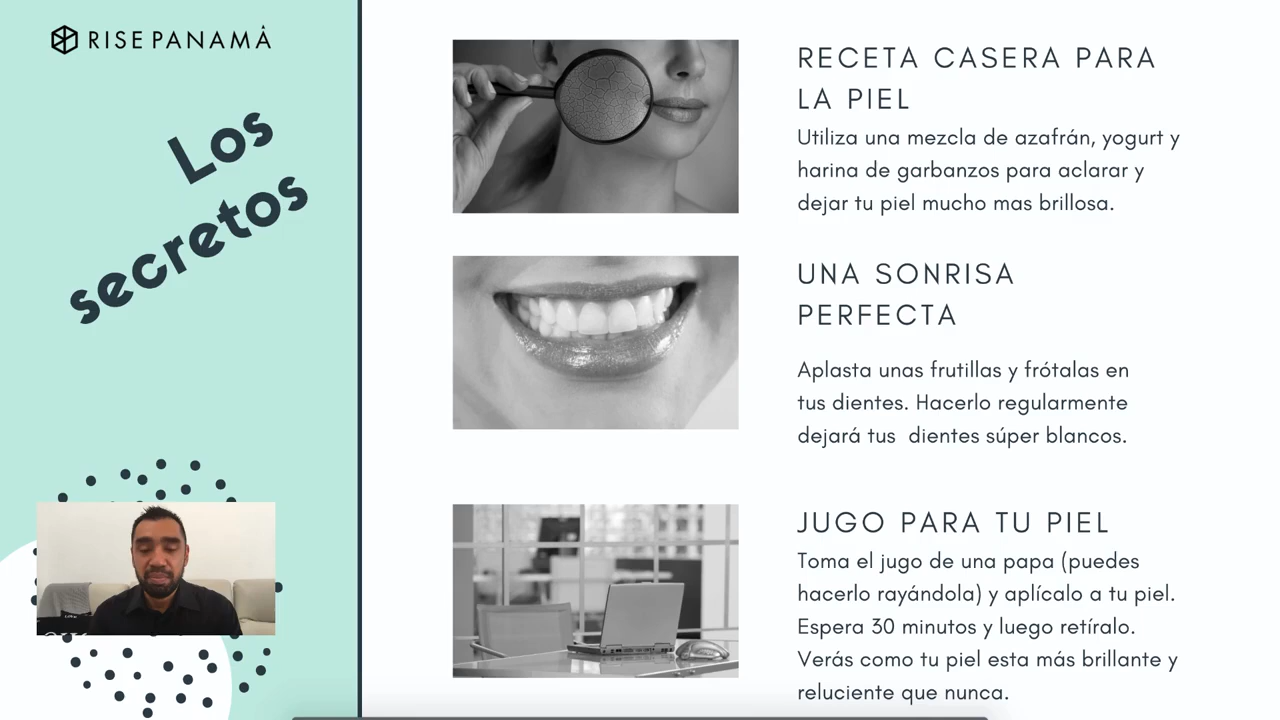 RISE PANAMÁ
Los
secretos
RECETA CASERA PARA
LA PIEL
Utiliza una mezcla de azafrán, yogurt y
harina de garbanzos para aclarar y
dejar tu piel mucho mas brillosa.
UNA SONRISA
PERFECTA
Aplasta unas frutillas y frótalas en
tus dientes. Hacerlo regularmente
dejará tus  dientes súper blancos.
JUGO PARA TU PIEL
Toma el jugo de una papa (puedes
hacerlo rayándola) y aplícalo a tu piel.
Espera 30 minutos y luego retíralo.
Verás como tu piel esta más brillante y
reluciente que nunca.